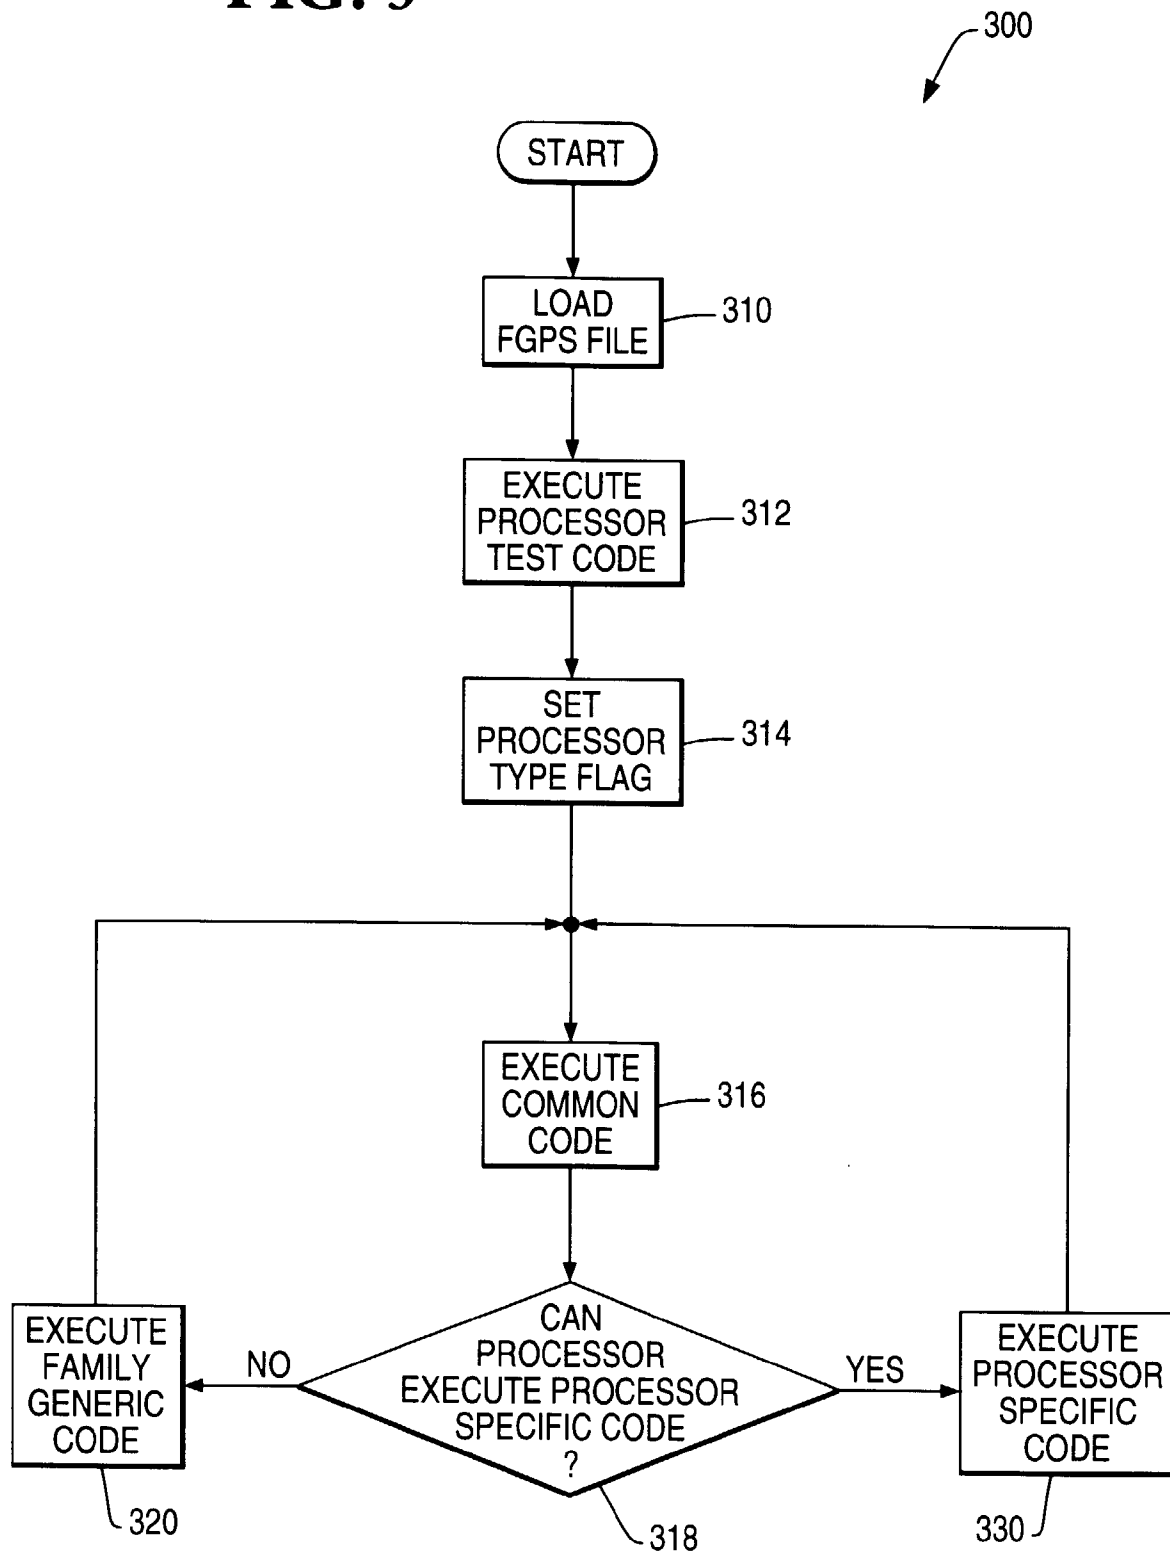 300
START
LOAD
FGPS FILE
310
EXECUTE
PROCESSOR
TEST CODE
312
SET
PROCESSOR
TYPE FLAG
314
EXECUTE
COMMON
CODE
316
CAN
PROCESSOR
EXECUTE PROCESSOR
SPECIFIC CODE
?
318
NO
EXECUTE
FAMILY
GENERIC
CODE
320
YES
EXECUTE
PROCESSOR
SPECIFIC
CODE
330